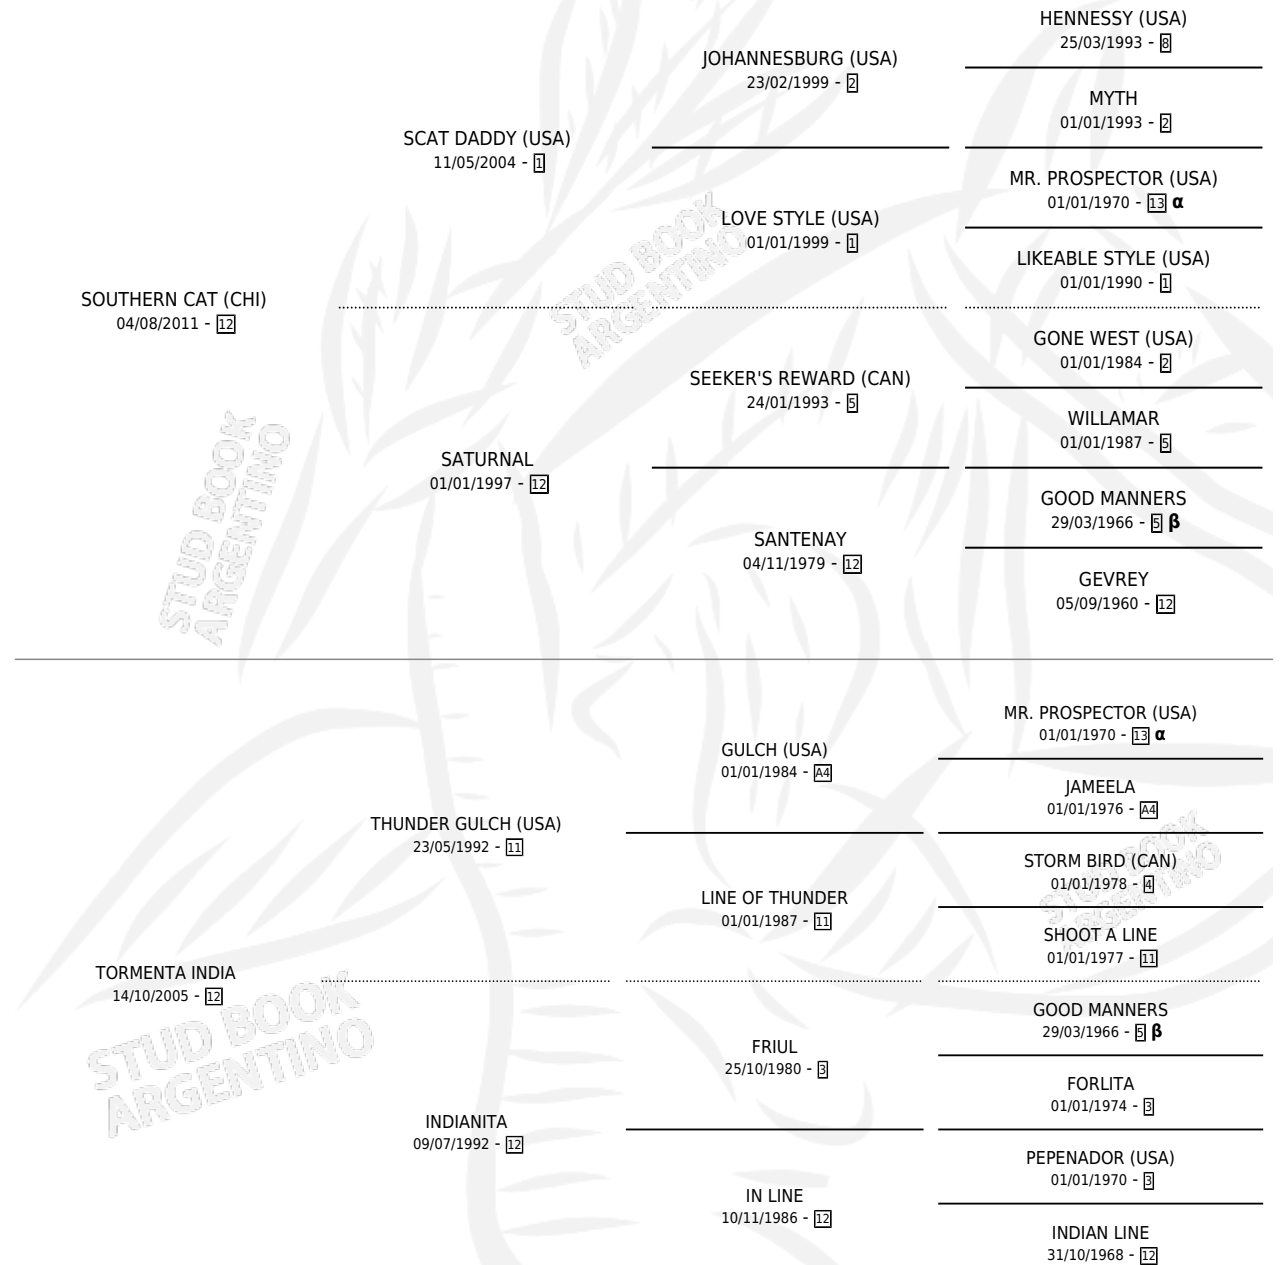 HENNESSY (USA)
25/03/1993 - 8
JOHANNESBURG (USA)
23/02/1999 - 2
MYTH
01/01/1993 - 2
SCAT DADDY (USA)
11/05/2004 - 1
MR. PROSPECTOR (USA)
01/01/1970 - 13 α
LOVE STYLE (USA)
01/01/1999 - 1
LIKEABLE STYLE (USA)
01/01/1990 - 1
SOUTHERN CAT (CHI)
04/08/2011 - 12
GONE WEST (USA)
01/01/1984 - 2
SEEKER'S REWARD (CAN)
24/01/1993 - 5
WILLAMAR
01/01/1987 - 5
SATURNAL
01/01/1997 - 12
GOOD MANNERS
29/03/1966 - 5 β
SANTENAY
04/11/1979 - 12
GEVREY
05/09/1960 - 12
MR. PROSPECTOR (USA)
01/01/1970 - 13 α
GULCH (USA)
01/01/1984 - A4
JAMEELA
01/01/1976 - A4
THUNDER GULCH (USA)
23/05/1992 - 11
STORM BIRD (CAN)
01/01/1978 - 4
LINE OF THUNDER
01/01/1987 - 11
SHOOT A LINE
01/01/1977 - 11
TORMENTA INDIA
14/10/2005 - 12
GOOD MANNERS
29/03/1966 - 5 β
FRIUL
25/10/1980 - 3
FORLITA
01/01/1974 - 3
INDIANITA
09/07/1992 - 12
PEPENADOR (USA)
01/01/1970 - 3
IN LINE
10/11/1986 - 12
INDIAN LINE
31/10/1968 - 12
STUD BOOK
ARGENTINO
STUD BOOK
ARGENTINO
STUD BOOK
ARGENTINO
STUD BOOK
ARGENTINO